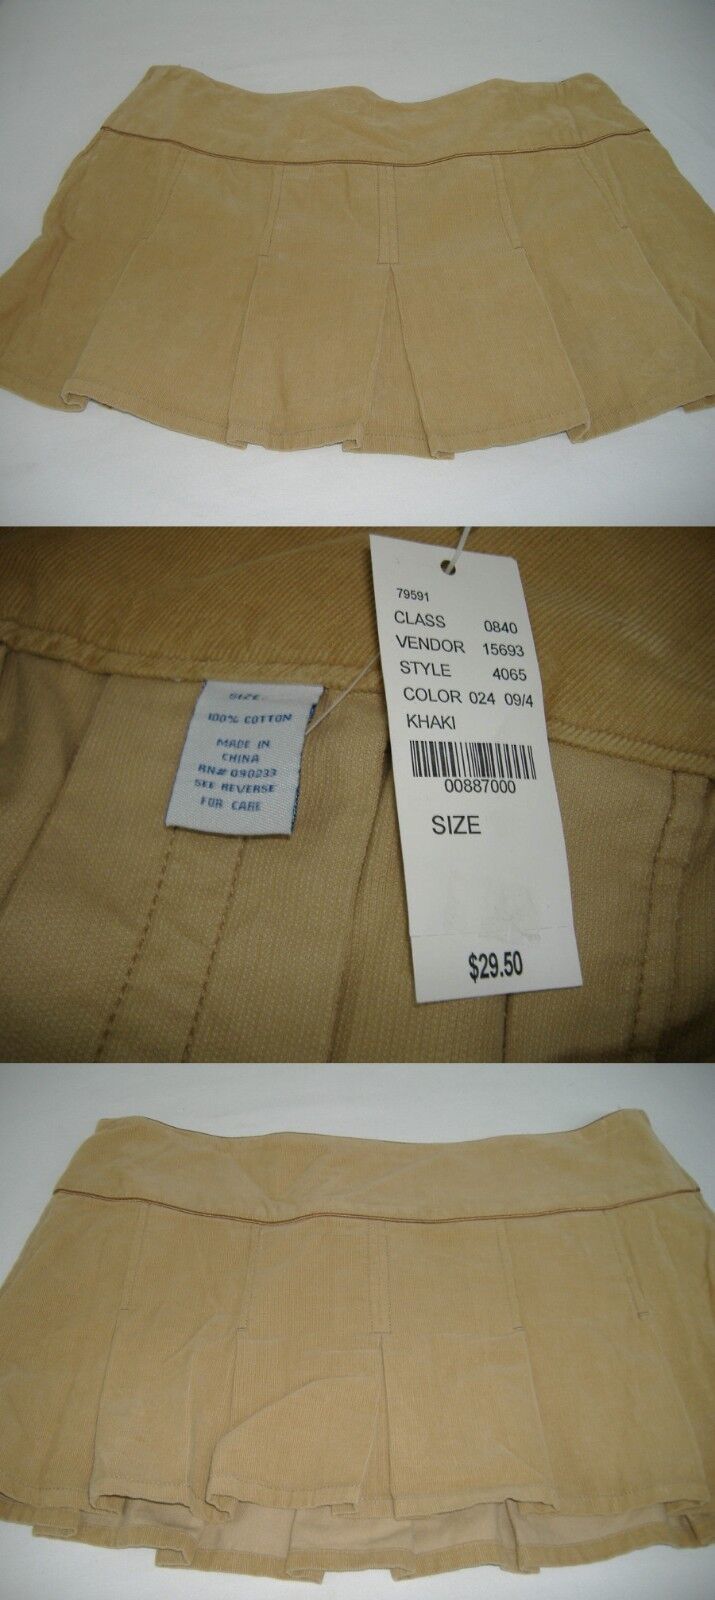 SIZE:
100% COTTON
MADE IN
CHINA
RN# 090233
SEE REVERSE
FOR CARE
79591
CLASS 0840
VENDOR 15693
STYLE 4065
COLOR 024 09/4
KHAKI
00887000
SIZE
$29.50